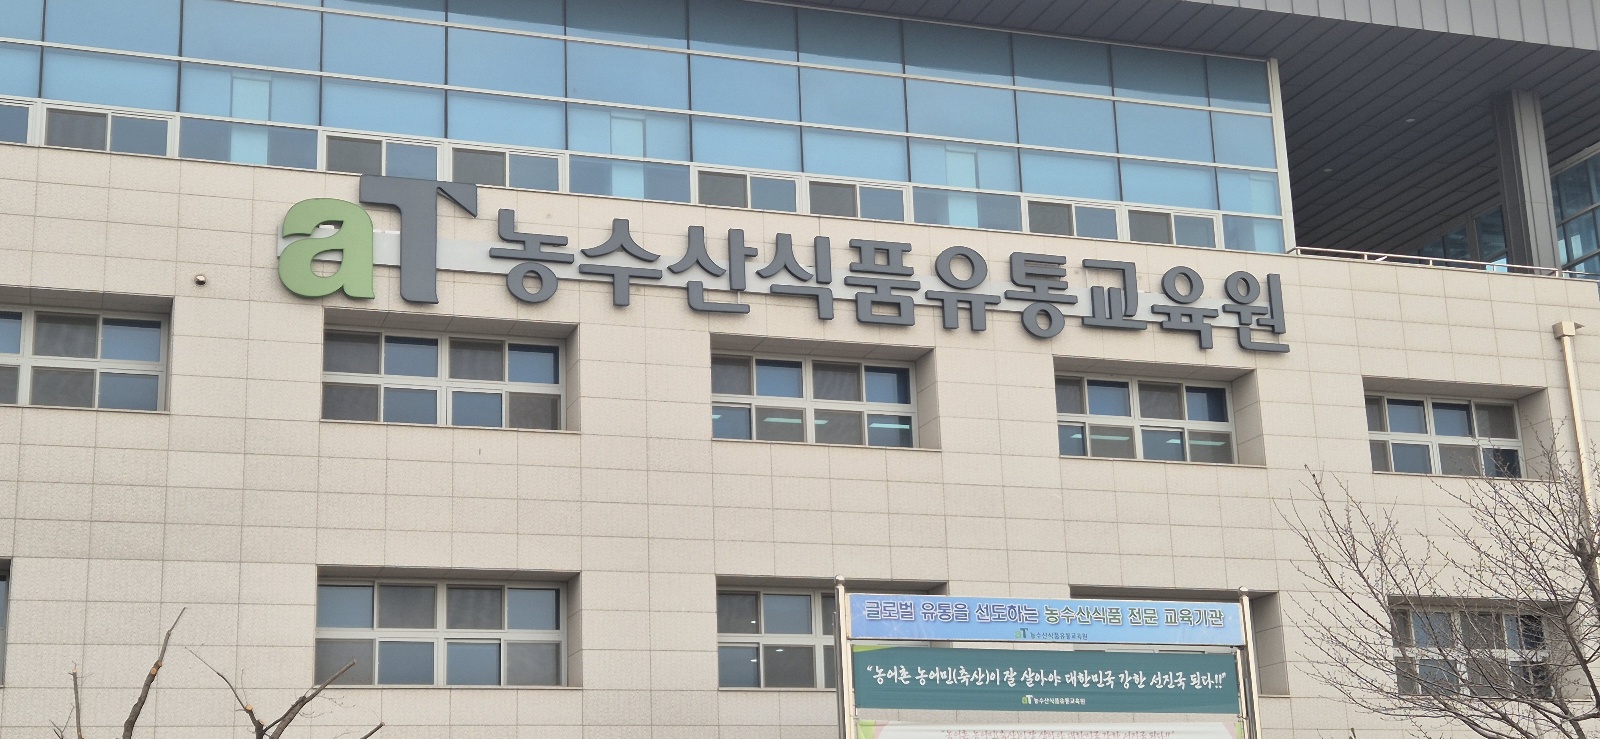 aT 농수산식품유통교육원
글로벌 유통을 선도하는 농수산식품 전문 교육기관
aT 농수산식품유통교육원
"농어촌 농어민(축산)이 잘 살아야 대한민국 강한 선진국 된다!!"
aT 농수산식품유통교육원